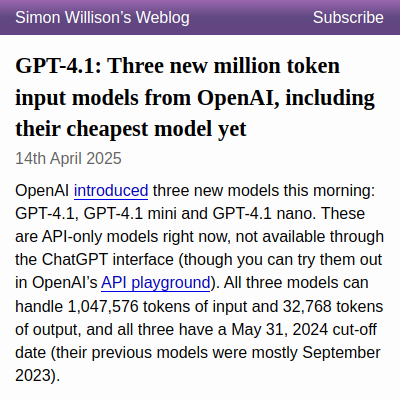 Simon Willison’s Weblog
Subscribe
GPT-4.1: Three new million token
input models from OpenAI, including
their cheapest model yet
14th April 2025
OpenAI introduced three new models this morning:
GPT-4.1, GPT-4.1 mini and GPT-4.1 nano. These
are API-only models right now, not available through
the ChatGPT interface (though you can try them out
in OpenAI’s API playground). All three models can
handle 1,047,576 tokens of input and 32,768 tokens
of output, and all three have a May 31, 2024 cut-off
date (their previous models were mostly September
2023).